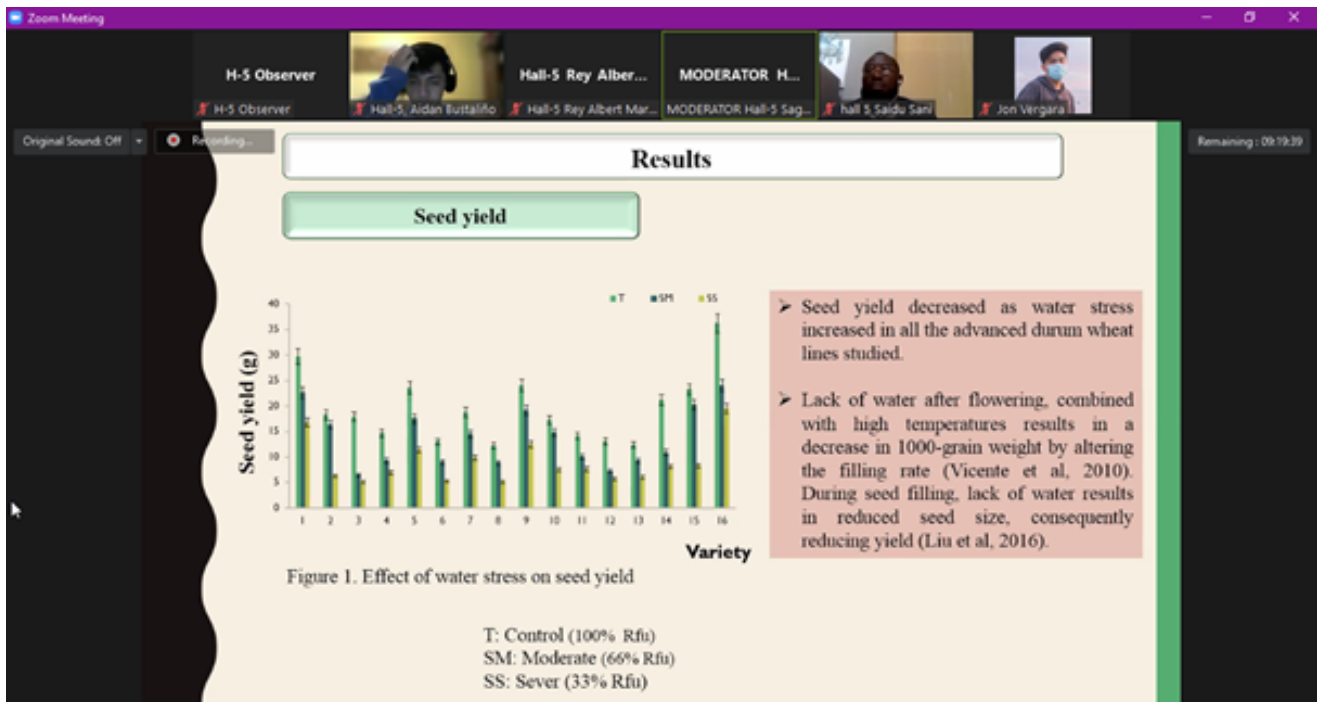 Zoom Meeting
H-5 Observer
Hall-5 Rey Alber...
MODERATOR H...
H-5 Observer
Hall-5, Aidan Bustaliño
Hall-5 Rey Albert Mar...
MODERATOR Hall-5 Sag...
hall 5 Saidu Sani
Jon Vergara
Original Sound: Off
Recording...
Remaining : 09:19:39
Results
Seed yield
T SM SS
40
35
30
25
20
15
10
5
0
Seed yield (g)
1 2 3 4 5 6 7 8 9 10 11 12 13 14 15 16
Variety
Figure 1. Effect of water stress on seed yield
T: Control (100% Rfu)
SM: Moderate (66% Rfu)
SS: Sever (33% Rfu)
➢ Seed yield decreased as water stress
increased in all the advanced durum wheat
lines studied.
➢ Lack of water after flowering, combined
with high temperatures results in a
decrease in 1000-grain weight by altering
the filling rate (Vicente et al, 2010).
During seed filling, lack of water results
in reduced seed size, consequently
reducing yield (Liu et al, 2016).